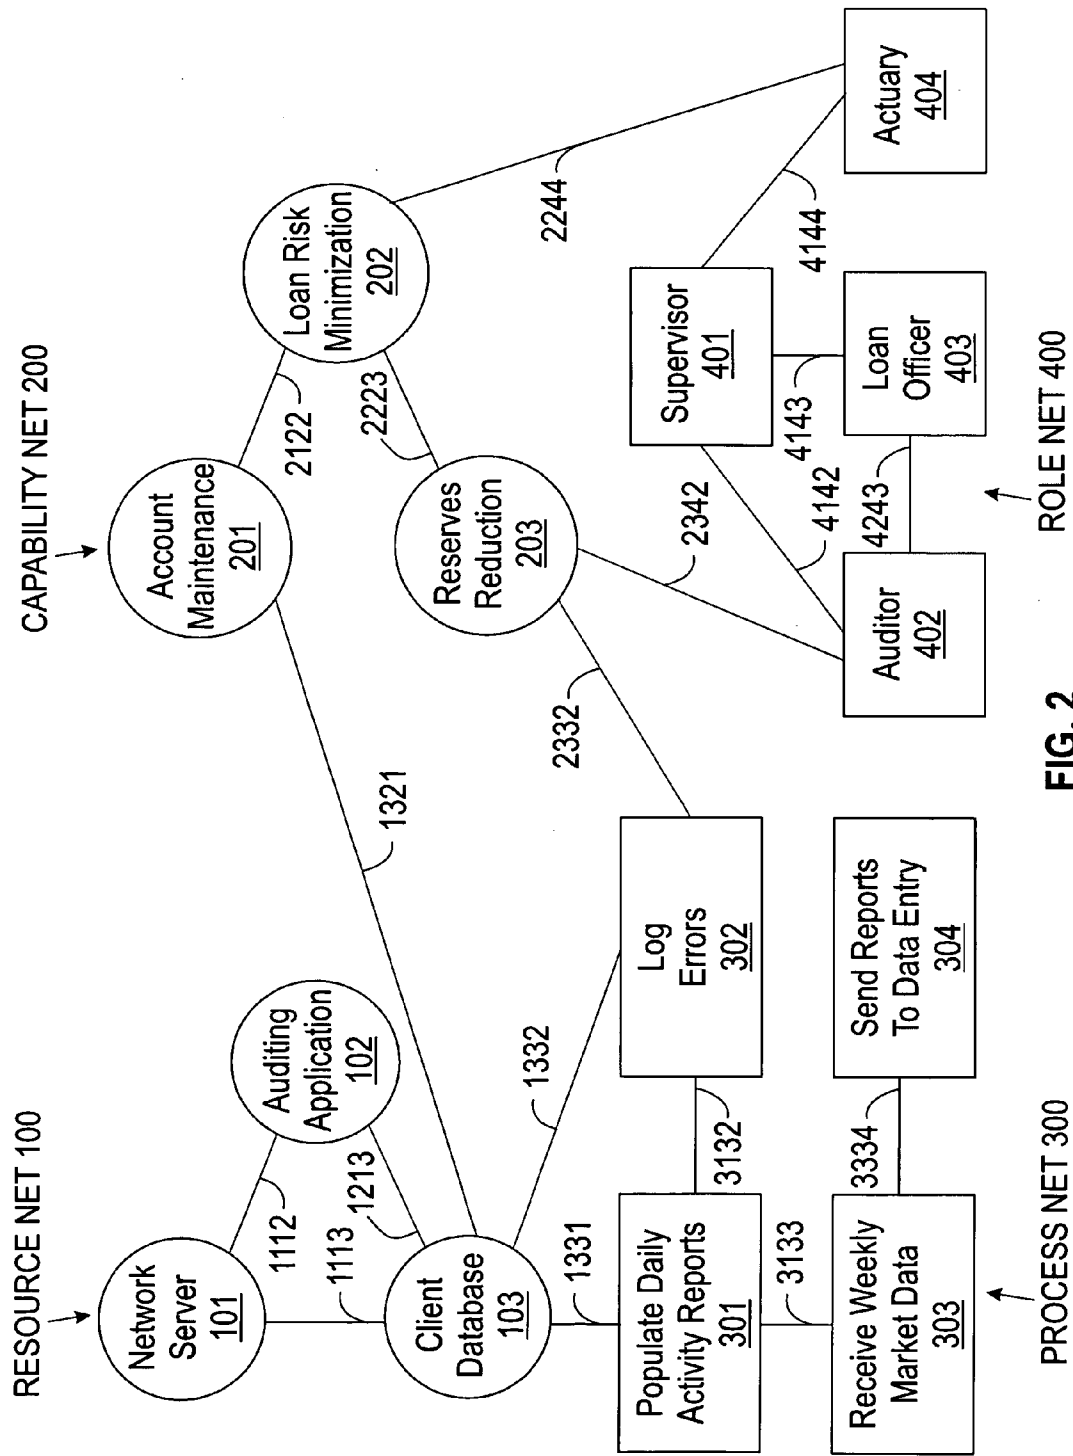 RESOURCE NET 100
CAPABILITY NET 200
Network
Server
101
1112
Auditing
Application
102
1113
1213
Client
Database
103
1321
Account
Maintenance
201
2122
Loan Risk
Minimization
202
2223
Reserves
Reduction
203
2244
1331
1332
2332
2342
Populate Daily
Activity Reports
301
3132
Log
Errors
302
3133
Receive Weekly
Market Data
303
3334
Send Reports
To Data Entry
304
Supervisor
401
4142
4143
4144
Auditor
402
4243
Loan
Officer
403
Actuary
404
PROCESS NET 300
ROLE NET 400
FIG. 2